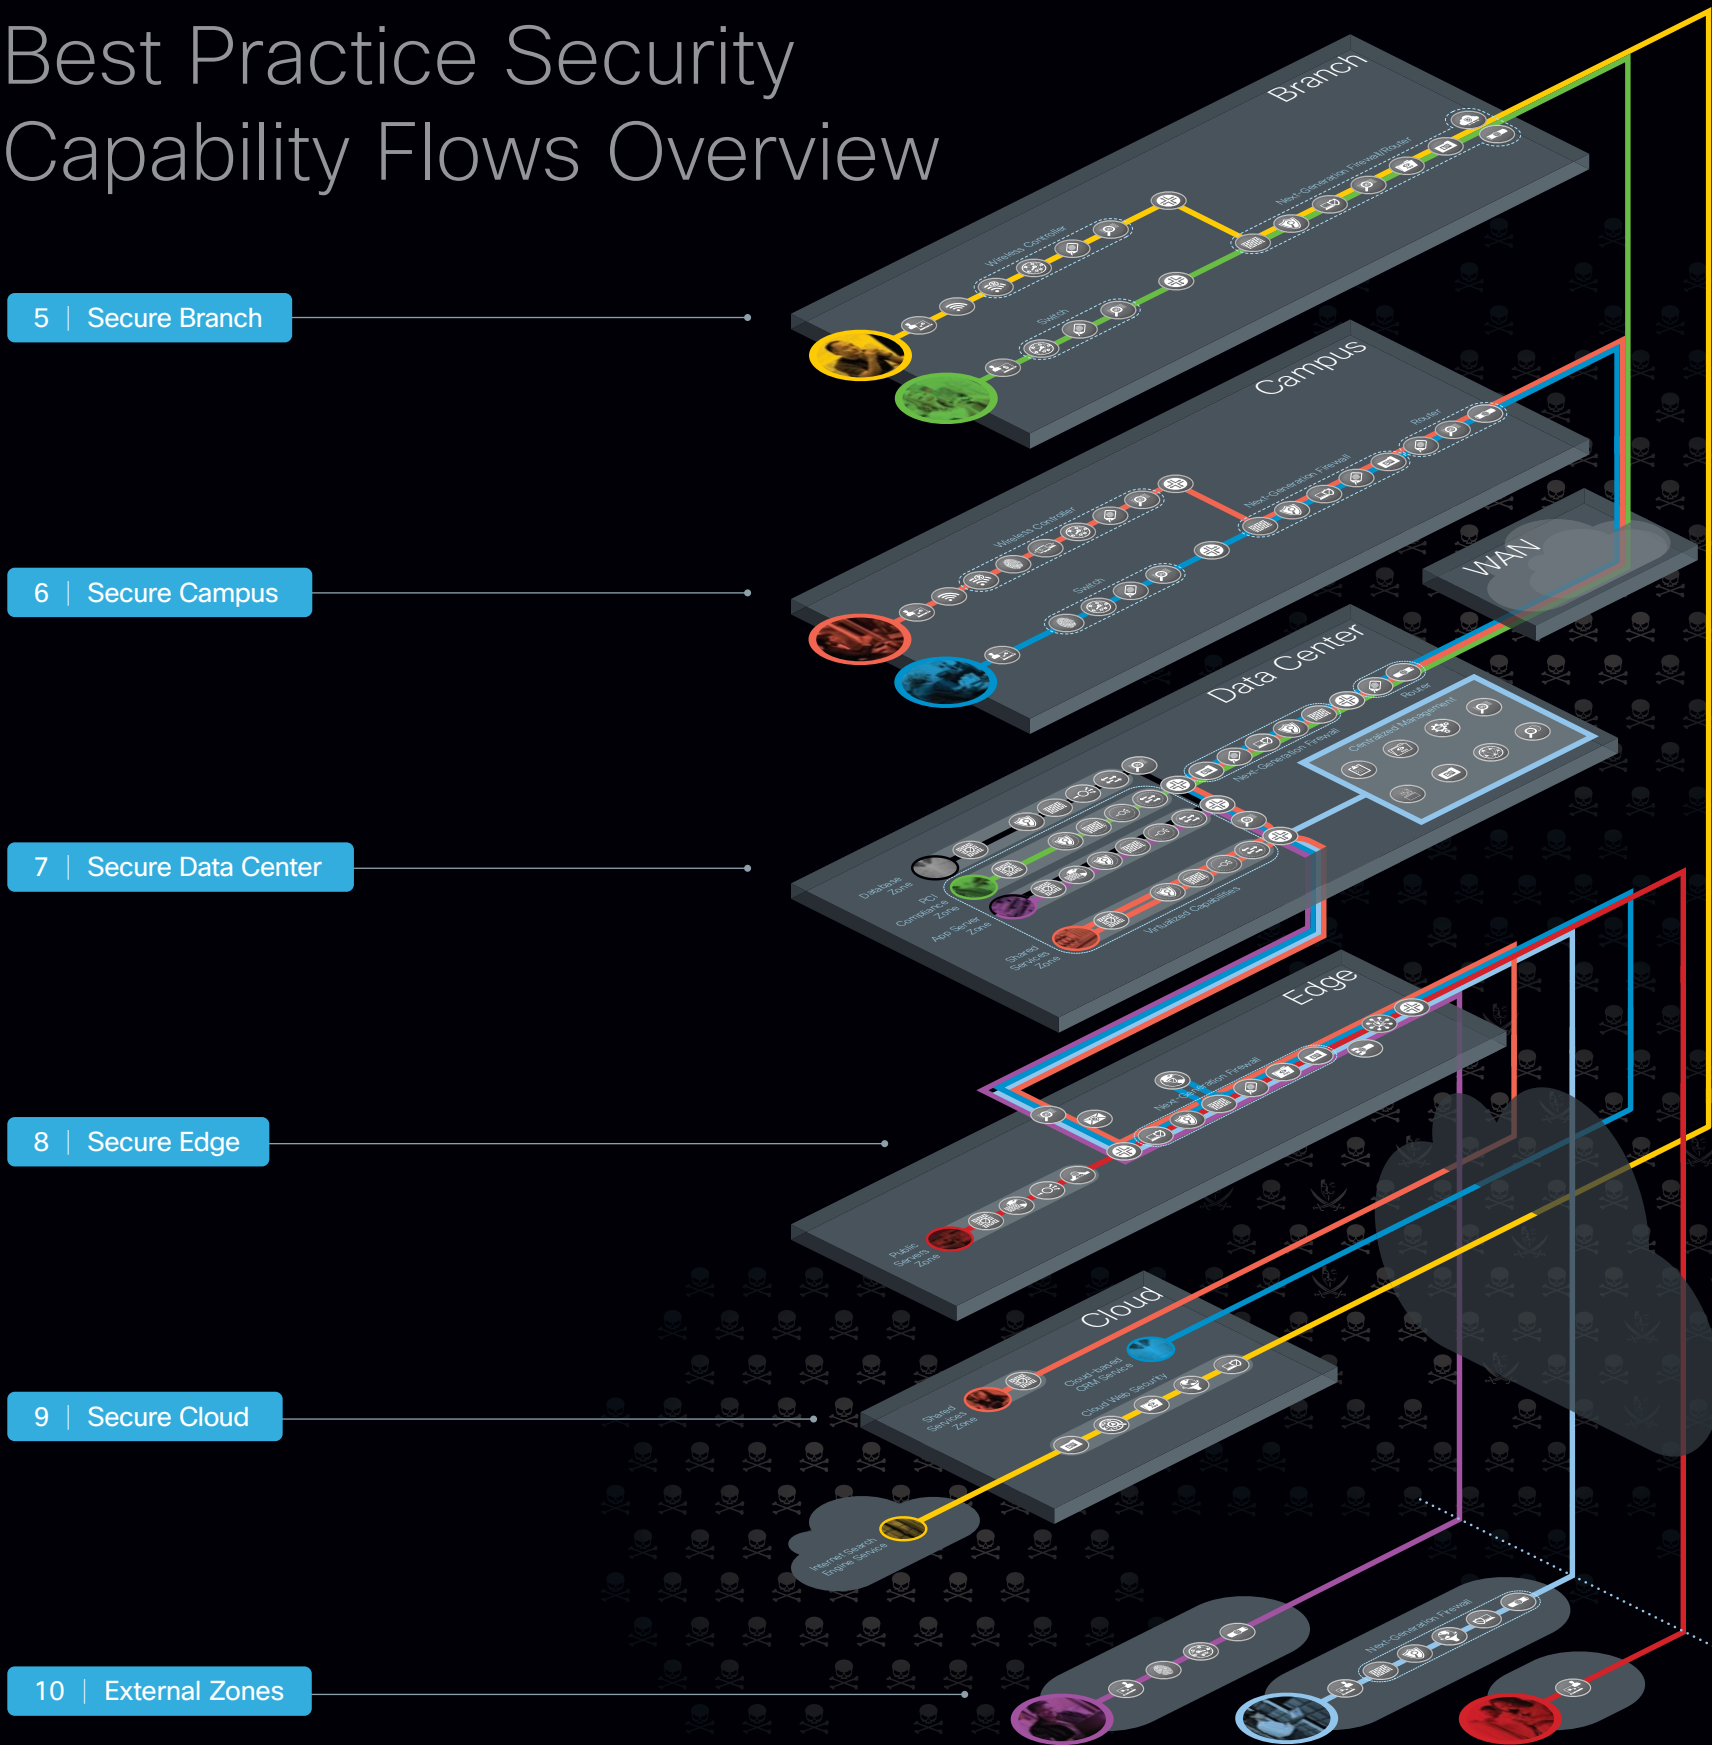 Best Practice Security
Capability Flows Overview
Branch
Next-Generation Firewall/Router
Wireless Controller
Switch
5 | Secure Branch
Campus
Router
Next-Generation Firewall
Wireless Controller
Switch
6 | Secure Campus
WAN
Data Center
Router
Next-Generation Firewall
Centralized Management
7 | Secure Data Center
Database
Zone
PCI
Compliance
Zone
App Server
Zone
Shared
Services
Zone
Virtualized Capabilities
Edge
Next-Generation Firewall
8 | Secure Edge
Public
Servers
Zone
Cloud
Cloud-based
CRM Service
Cloud Web Security
Shared
Services
Zone
9 | Secure Cloud
Internet Search
Engine Service
Next-Generation Firewall
10 | External Zones